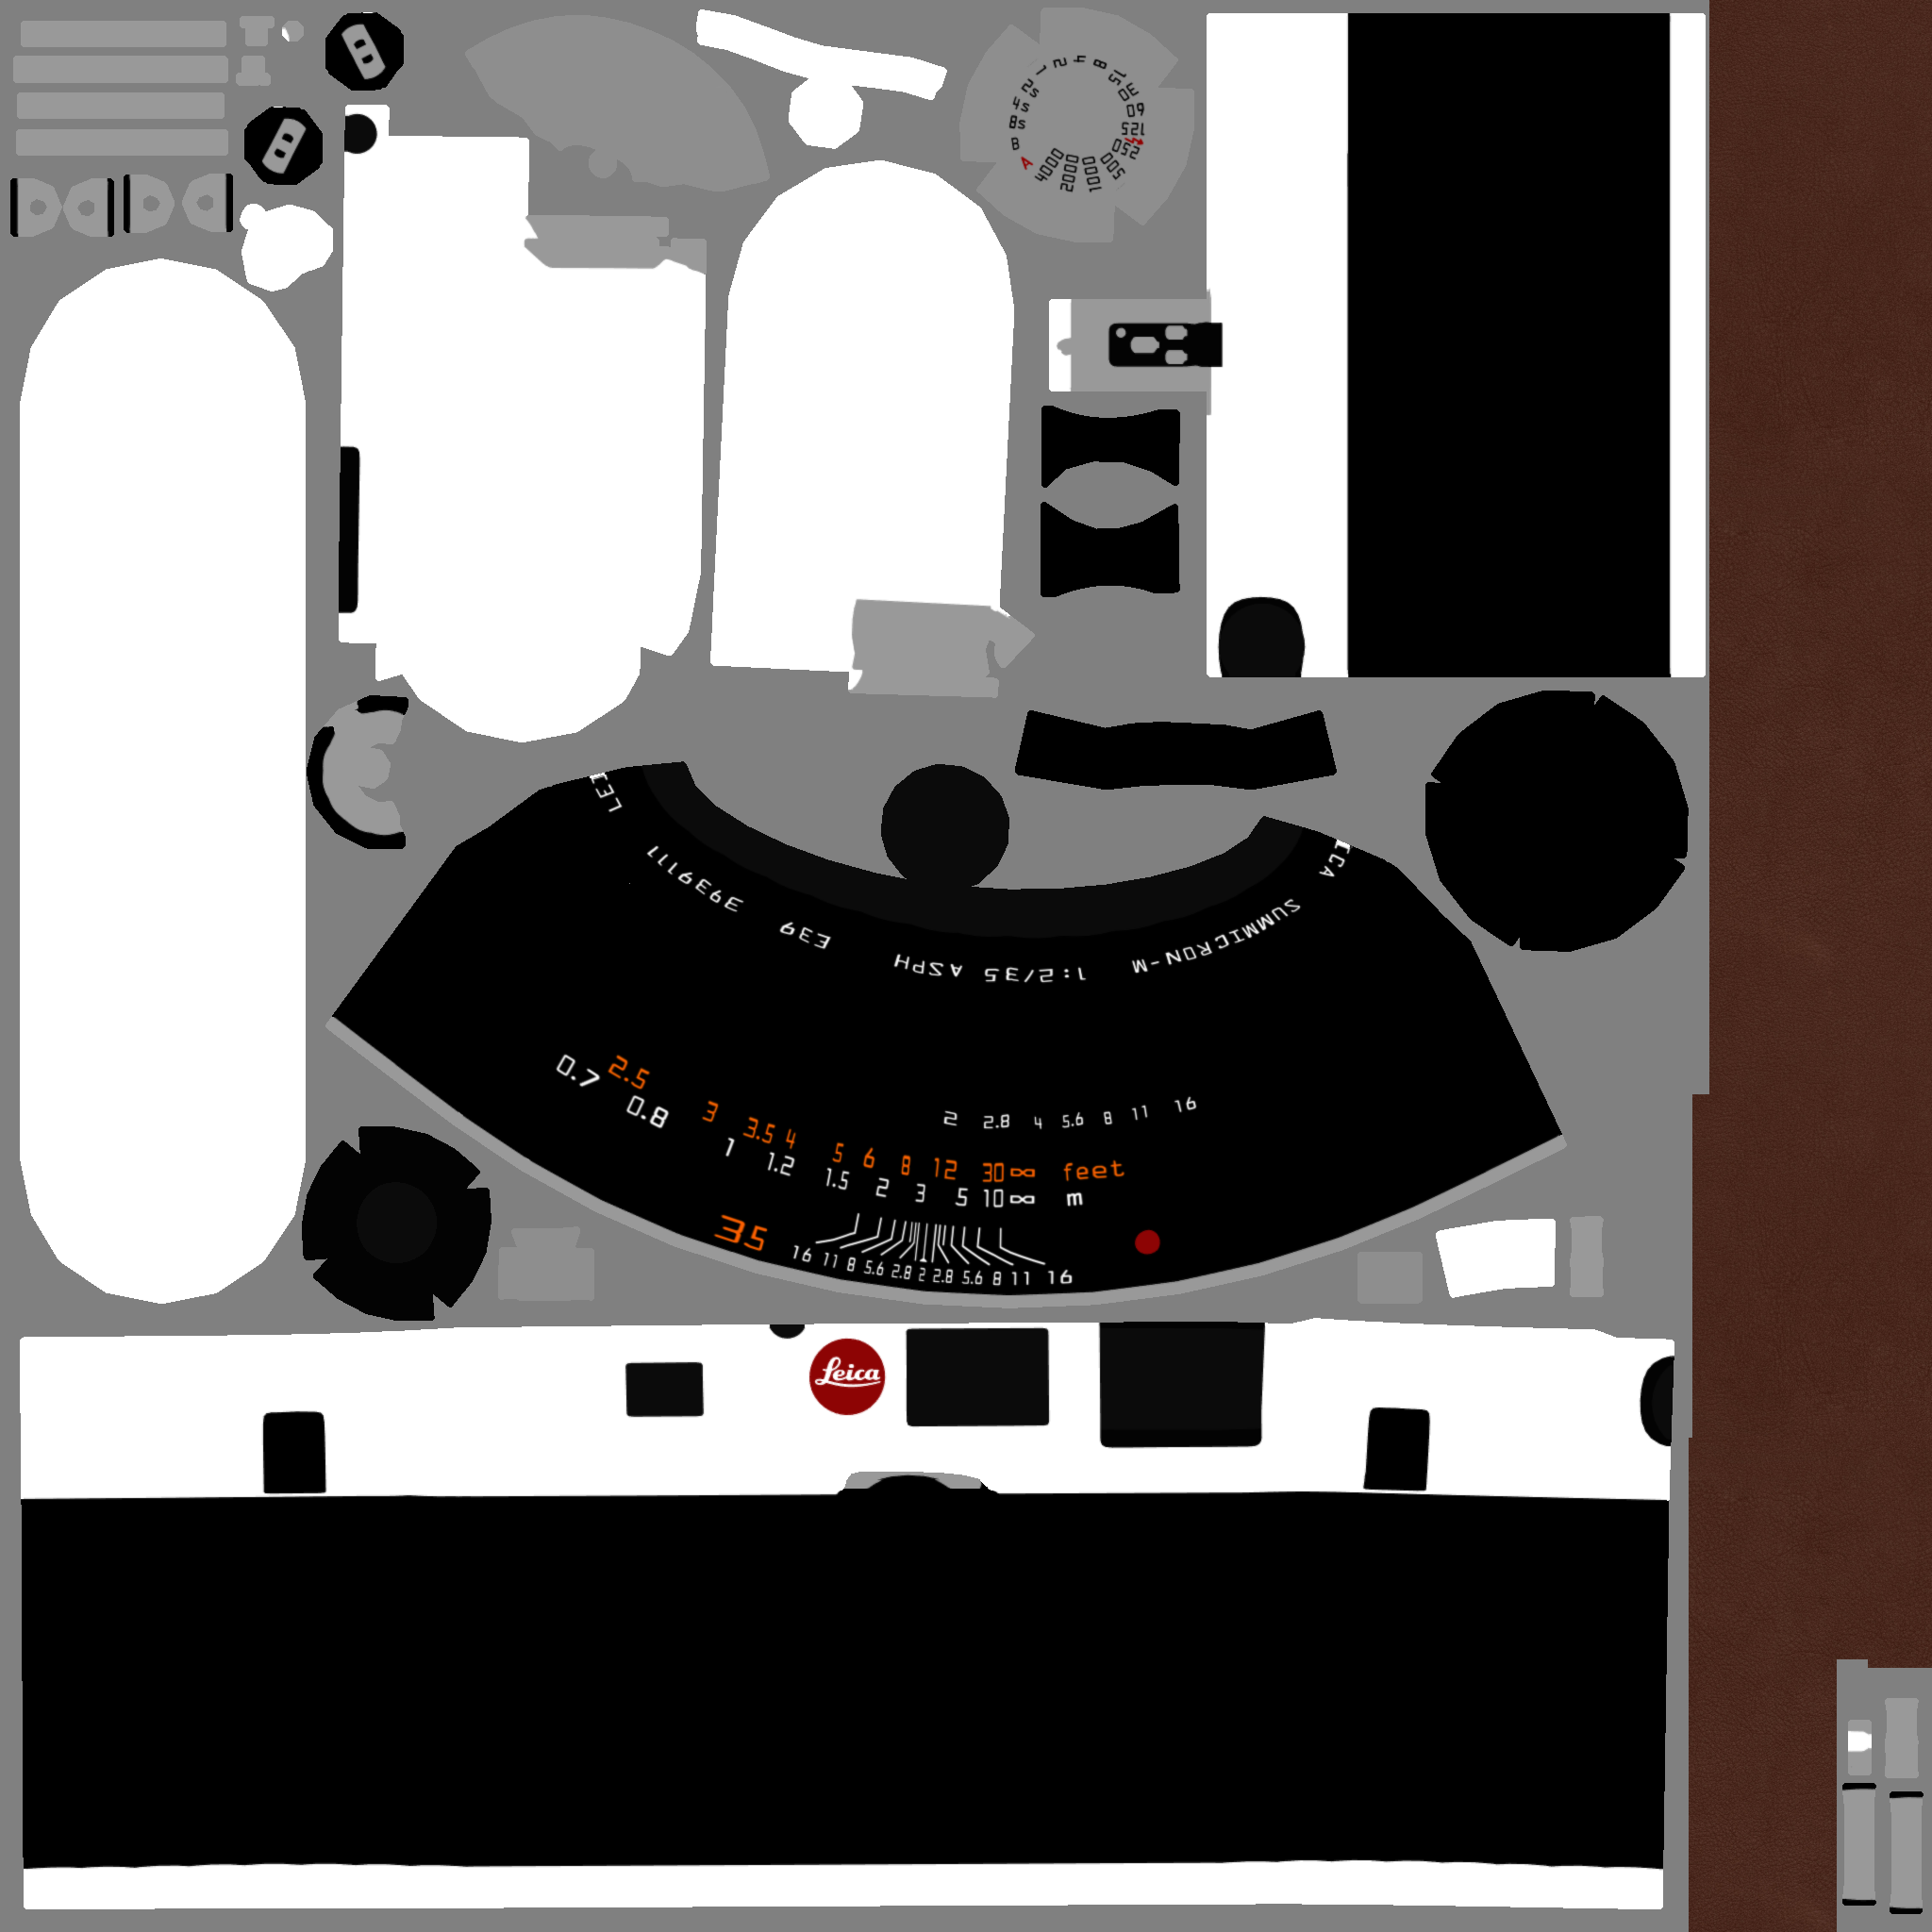 A B 8s 4s 2s 1 2 4 8 15 30 60 125 250 500 1000 2000 4000
SUMMICRON-M 1:2/35 ASPH E39
2 2.8 4 5.6 8 11 16
2.5 3 3.5 4 5 6 8 12 30 ∞ feet
0.7 0.8 1 1.2 1.5 2 3 5 10 ∞ m
35
16 11 8 5.6 2.8 2 2.8 5.6 8 11 16
Leica